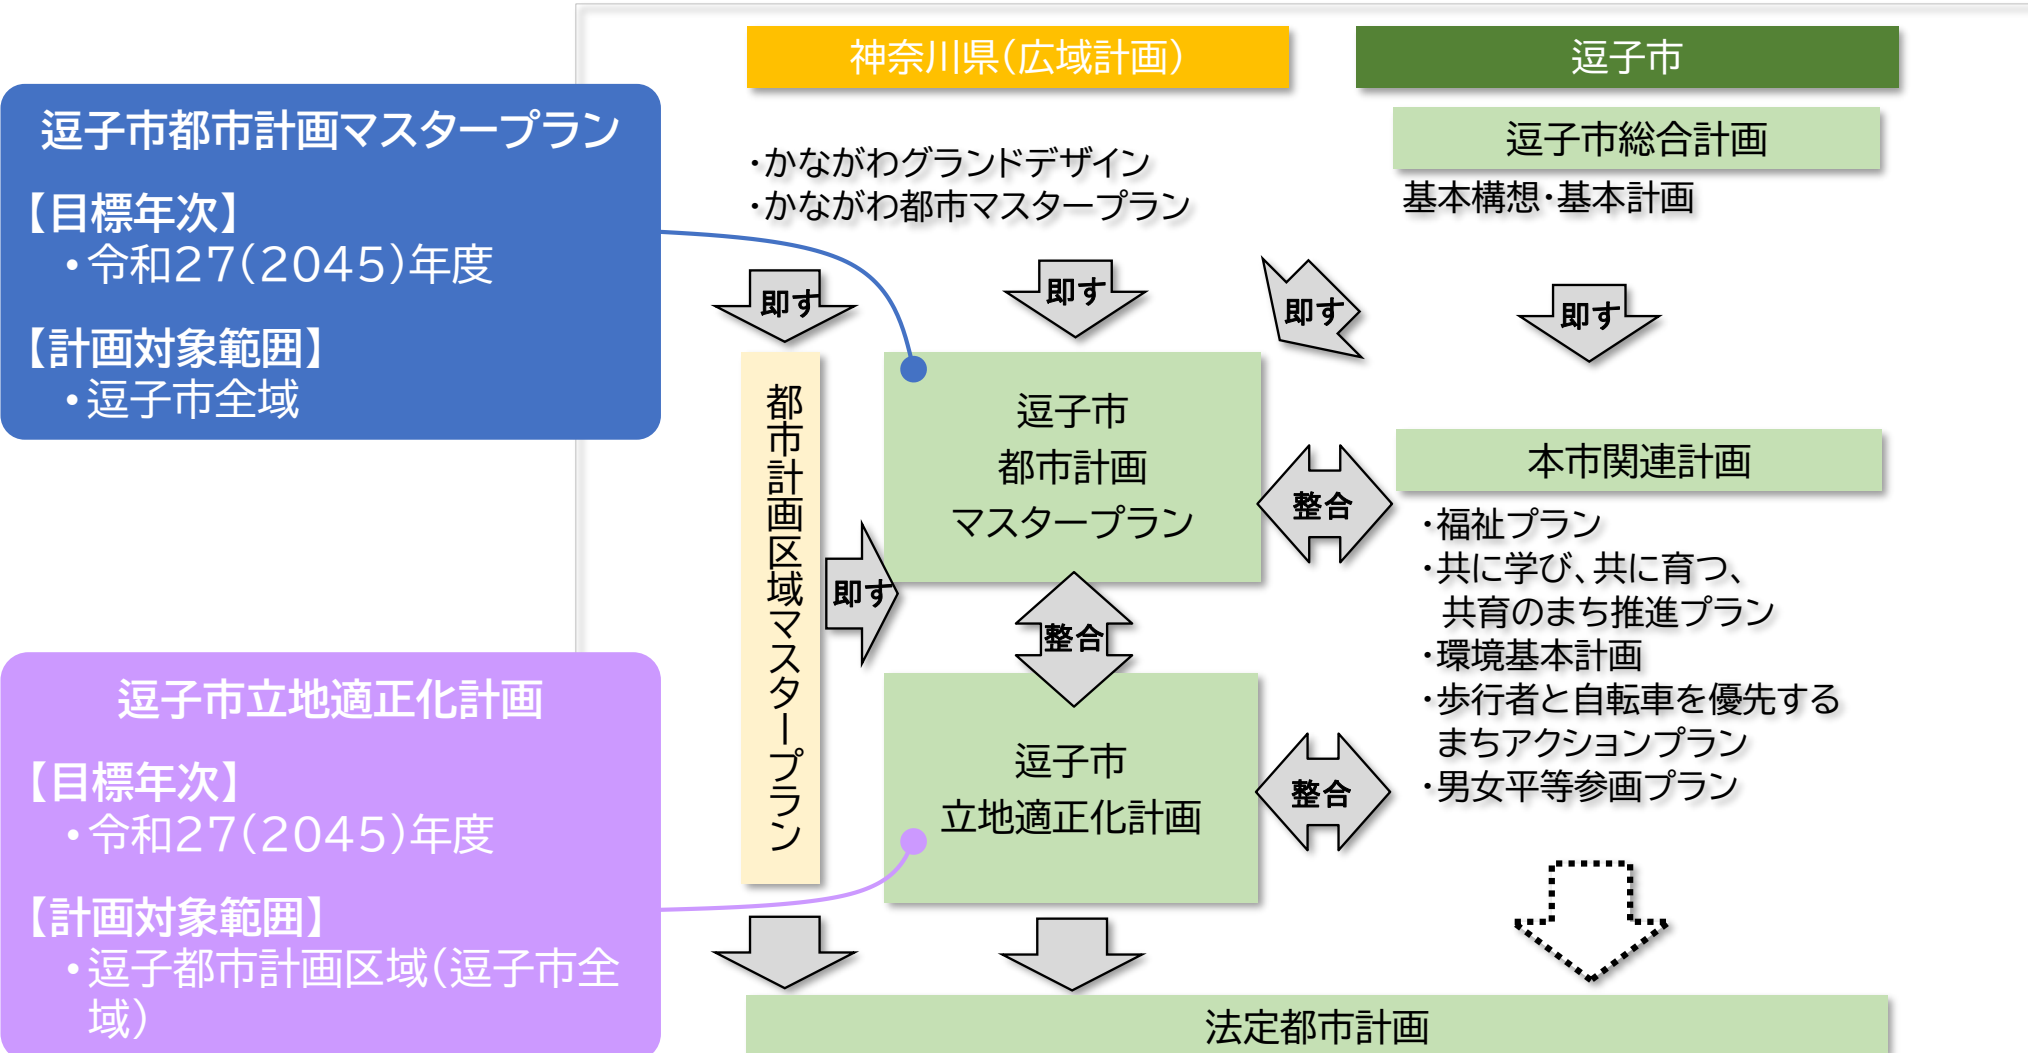 神奈川県(広域計画)
逗子市
逗子市都市計画マスタープラン
【目標年次】
・令和27(2045)年度
【計画対象範囲】
・逗子市全域
・かながわグランドデザイン
・かながわ都市マスタープラン
逗子市総合計画
基本構想・基本計画
即す
即す
即す
即す
都市計画区域マスタープラン
逗子市
都市計画
マスタープラン
整合
本市関連計画
・福祉プラン
・共に学び、共に育つ、
共育のまち推進プラン
・環境基本計画
・歩行者と自転車を優先する
まちアクションプラン
・男女平等参画プラン
即す
整合
逗子市
立地適正化計画
整合
逗子市立地適正化計画
【目標年次】
・令和27(2045)年度
【計画対象範囲】
・逗子都市計画区域(逗子市全
域)
法定都市計画